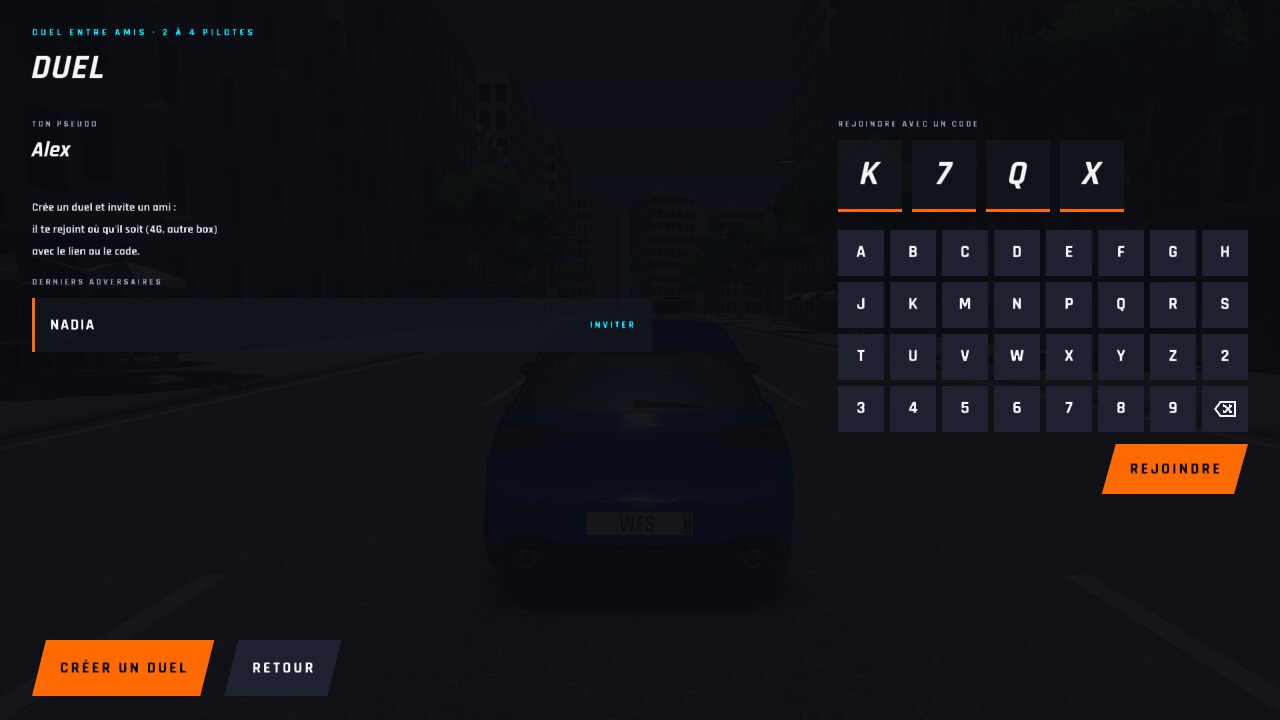 DUEL ENTRE AMIS · 2 À 4 PILOTES
DUEL
TON PSEUDO
Alex
Crée un duel et invite un ami :
il te rejoint où qu'il soit (4G, autre box)
avec le lien ou le code.
DERNIERS ADVERSAIRES
NADIA INVITER
REJOINDRE AVEC UN CODE
K 7 Q X
A B C D E F G H
J K M N P Q R S
T U V W X Y Z 2
3 4 5 6 7 8 9
REJOINDRE
WFS
CRÉER UN DUEL RETOUR